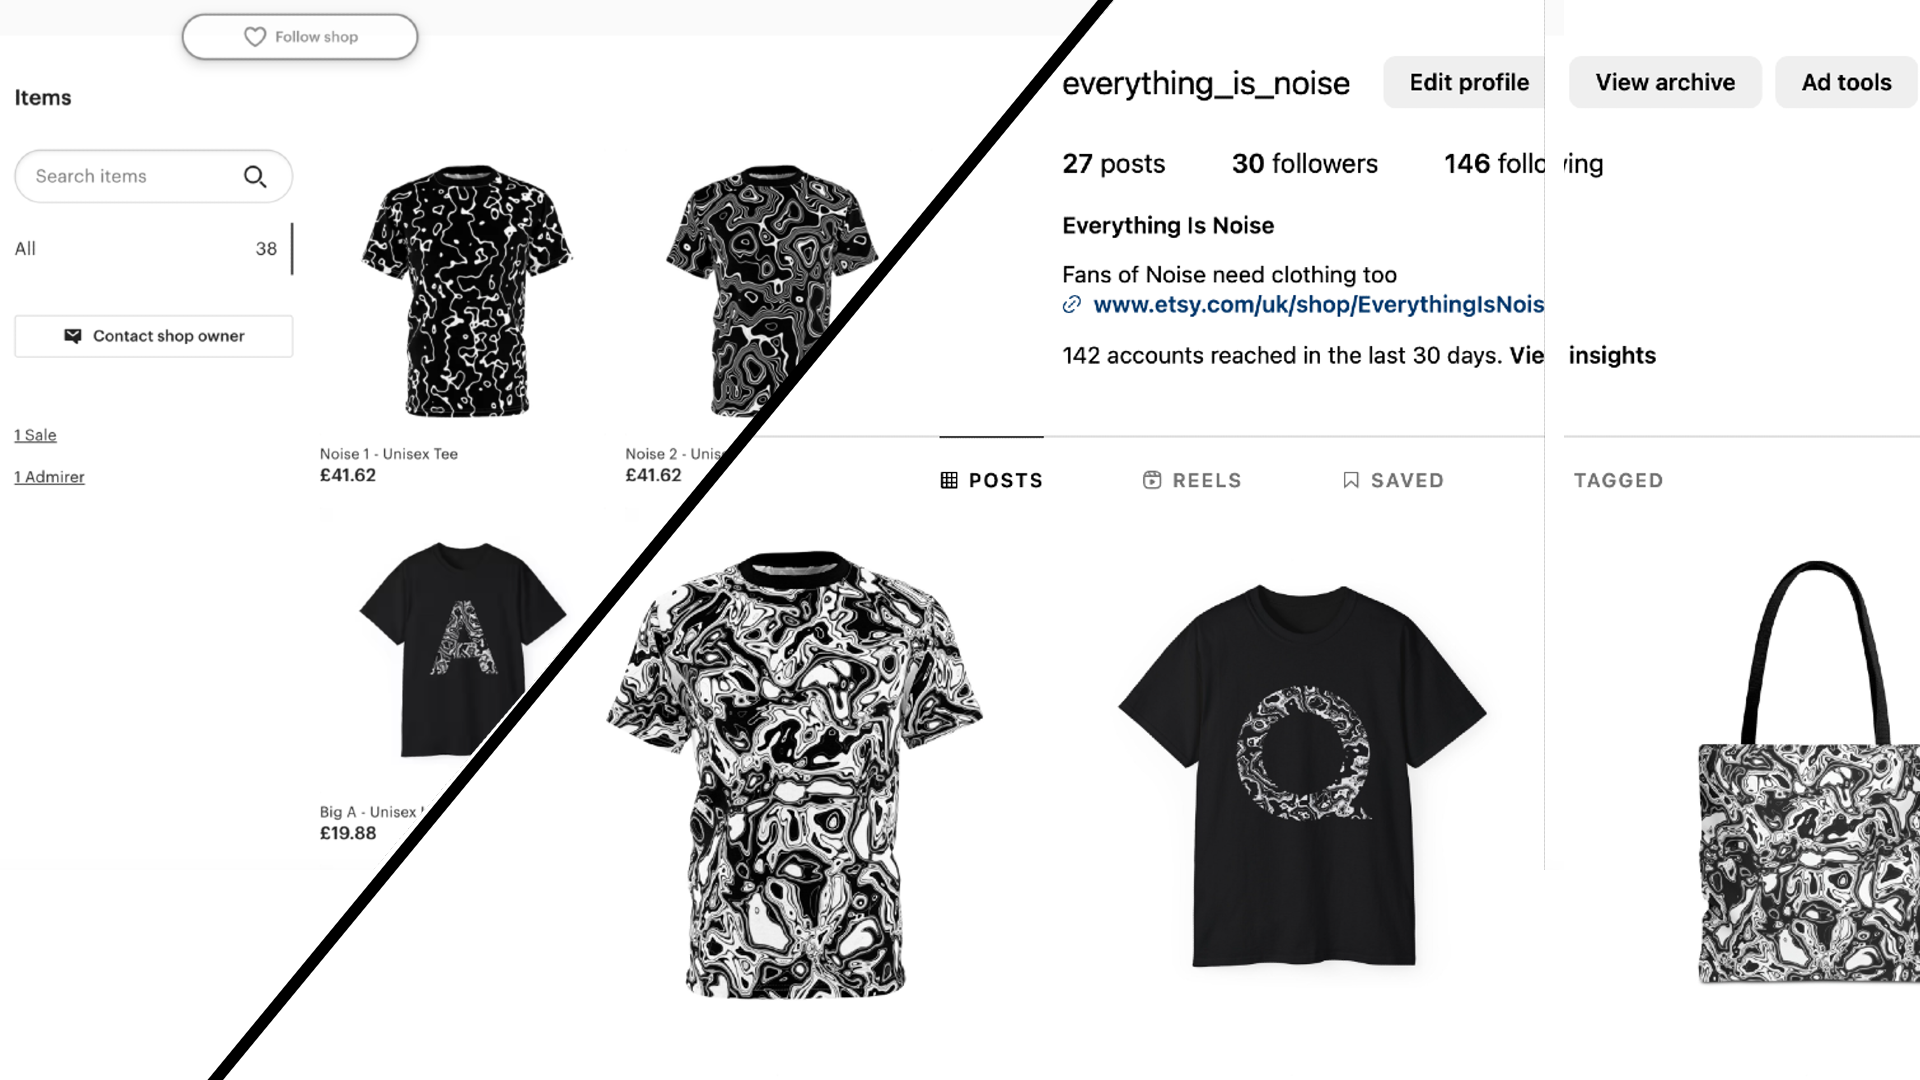 Follow shop
Items
Search items
All 38
Contact shop owner
1 Sale
1 Admirer
Noise 1 - Unisex Tee
£41.62
Noise 2 - Unis
£41.62
A
Big A - Unisex
£19.88
everything_is_noise Edit profile View archive Ad tools
27 posts 30 followers 146 follo ing
Everything Is Noise
Fans of Noise need clothing too
www.etsy.com/uk/shop/EverythingIsNois
142 accounts reached in the last 30 days. Vie insights
POSTS REELS SAVED TAGGED
Q